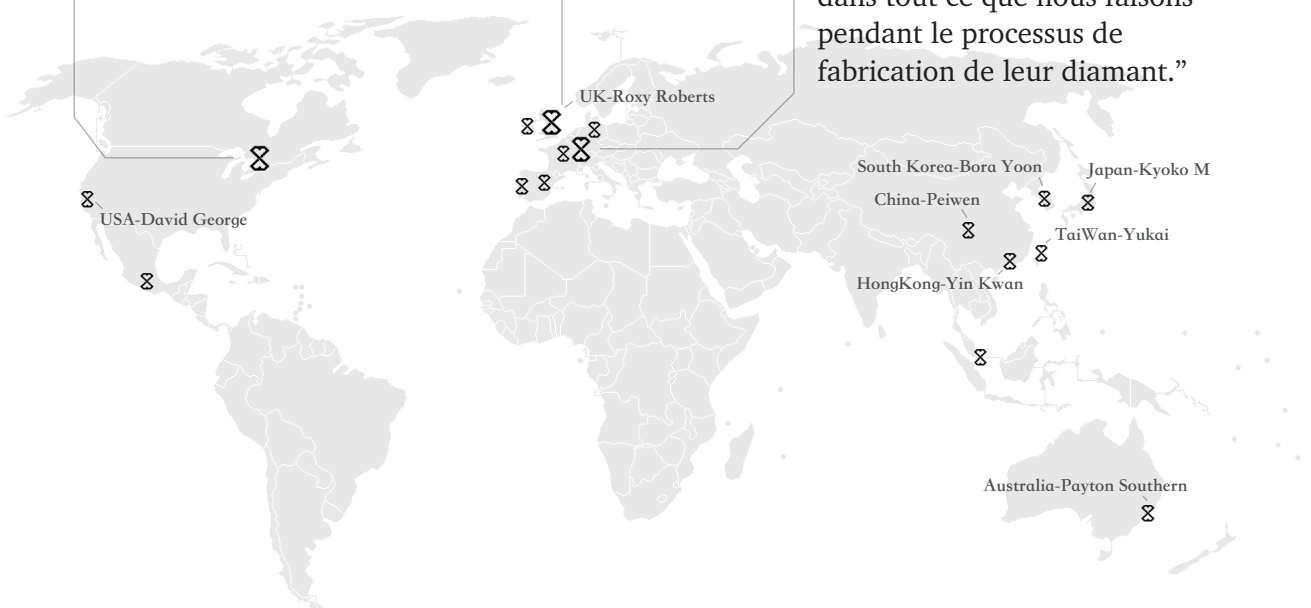 dans tout ce que nous faisons
pendant le processus de
fabrication de leur diamant.”
UK-Roxy Roberts
South Korea-Bora Yoon
Japan-Kyoko M
China-Peiwen
USA-David George
TaiWan-Yukai
HongKong-Yin Kwan
Australia-Payton Southern